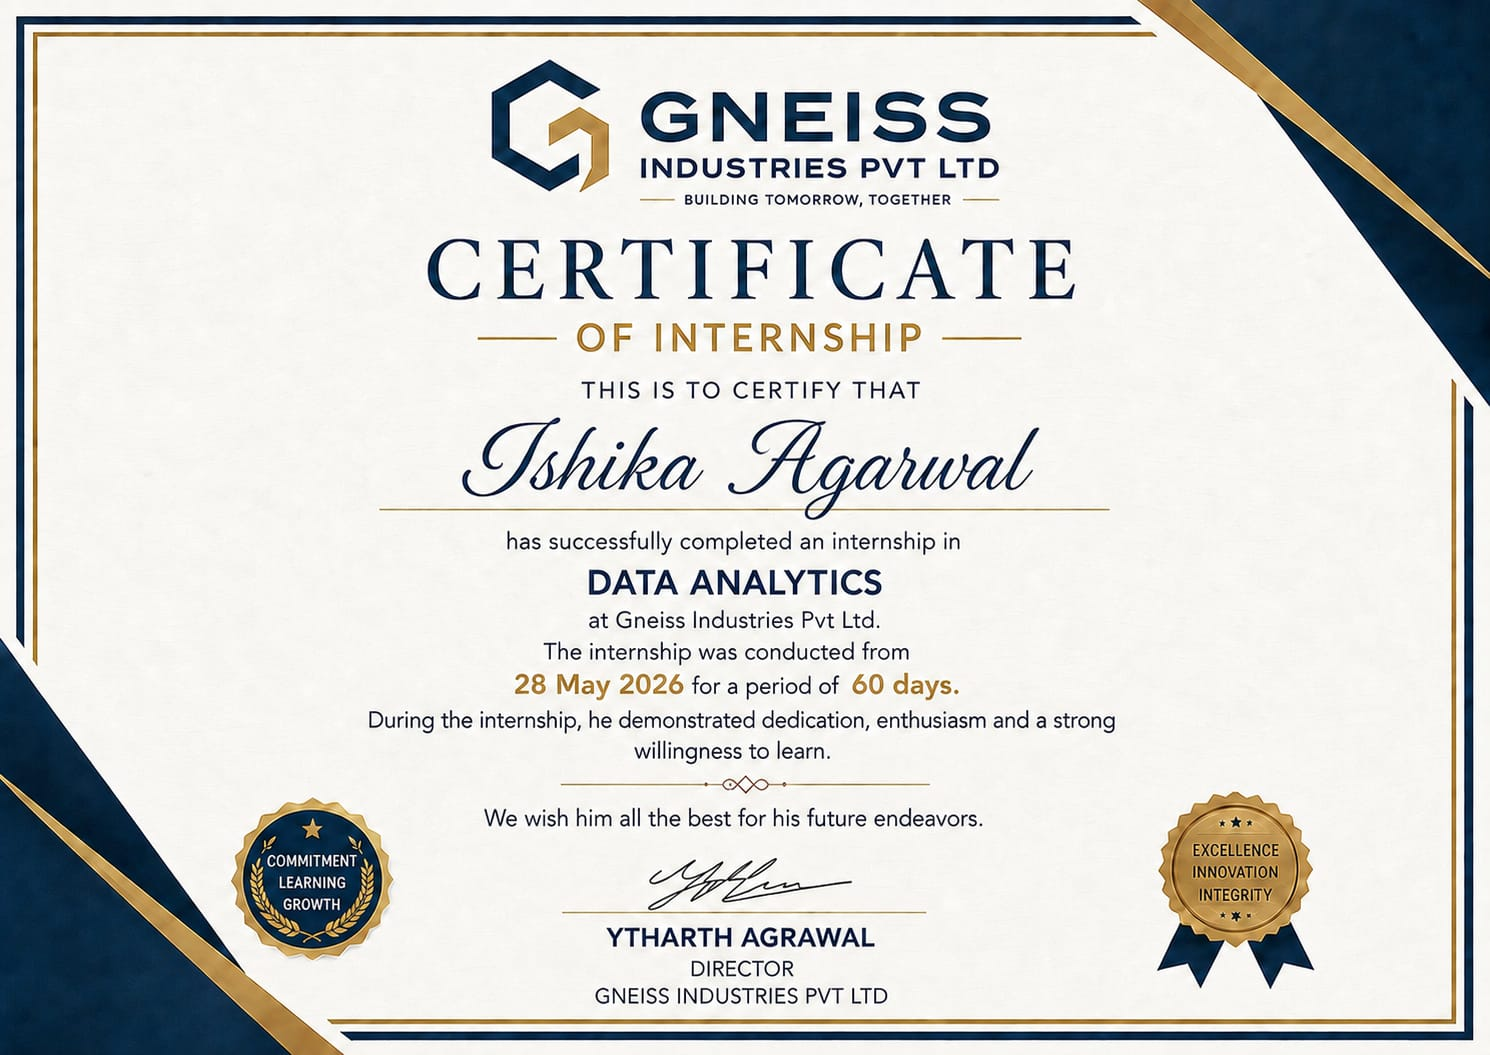 GNEISS
INDUSTRIES PVT LTD
BUILDING TOMORROW, TOGETHER
CERTIFICATE
OF INTERNSHIP
THIS IS TO CERTIFY THAT
Ishika Agarwal
has successfully completed an internship in
DATA ANALYTICS
at Gneiss Industries Pvt Ltd.
The internship was conducted from
28 May 2026 for a period of 60 days.
During the internship, he demonstrated dedication, enthusiasm and a strong
willingness to learn.
We wish him all the best for his future endeavors.
COMMITMENT
LEARNING
GROWTH
EXCELLENCE
INNOVATION
INTEGRITY
YTHARTH AGRAWAL
DIRECTOR
GNEISS INDUSTRIES PVT LTD